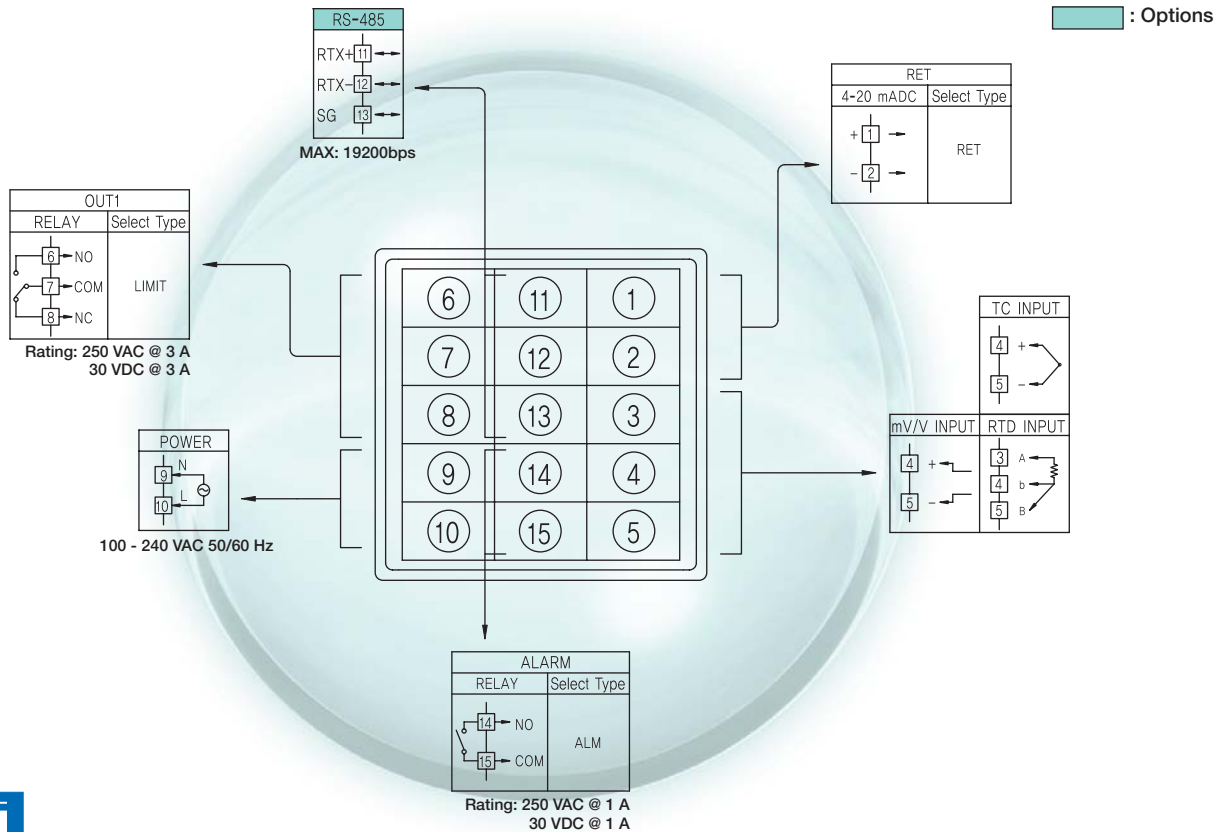 : Options
RS-485
RTX+ 11
RTX- 12
SG 13
MAX: 19200bps
RET
4-20 mADC Select Type
+ 1
- 2
RET
OUT1
RELAY Select Type
6 NO
7 COM
8 NC
LIMIT
Rating: 250 VAC @ 3 A
30 VDC @ 3 A
6 11 1
7 12 2
8 13 3
9 14 4
10 15 5
TC INPUT
4 +
5 -
mV/V INPUT RTD INPUT
4 + 3 A
4 b
5 - 5 B
POWER
9 N
10 L
100 - 240 VAC 50/60 Hz
ALARM
RELAY Select Type
14 NO
15 COM
ALM
Rating: 250 VAC @ 1 A
30 VDC @ 1 A